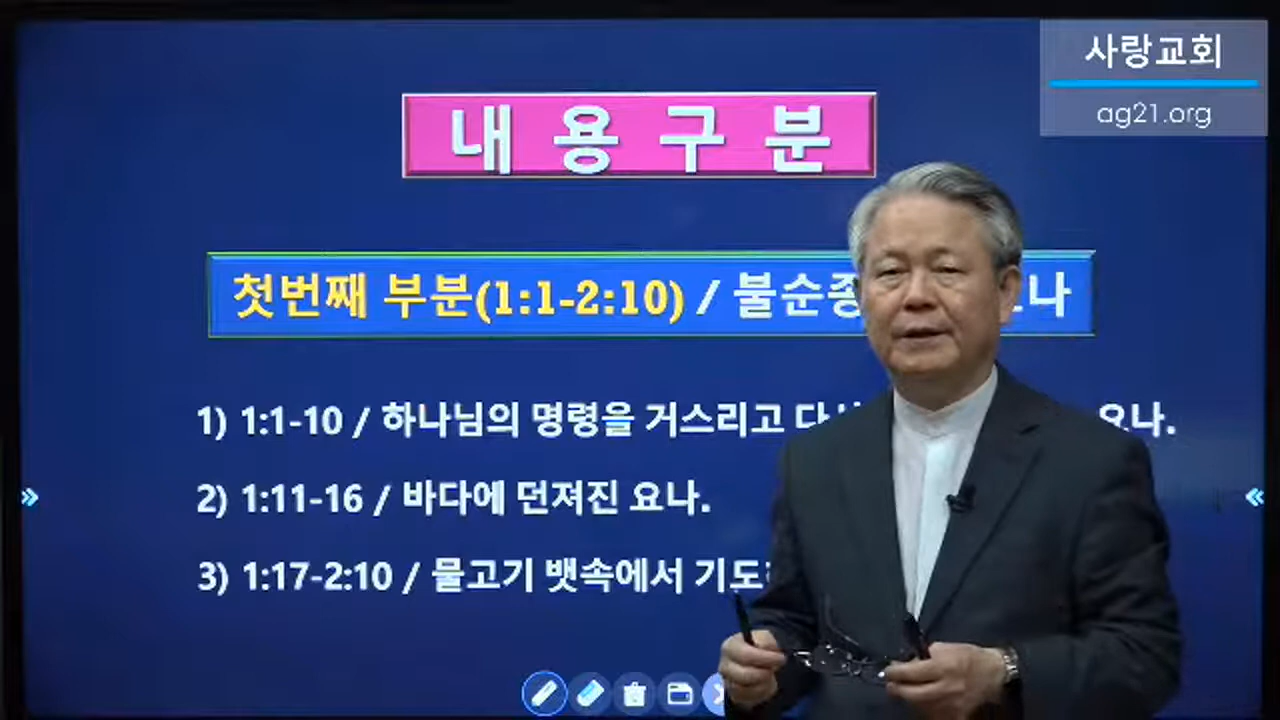 사랑교회
ag21.org
내용구분
첫번째 부분(1:1-2:10) / 불순종
1) 1:1-10 / 하나님의 명령을 거스리고 요나.
2) 1:11-16 / 바다에 던져진 요나.
3) 1:17-2:10 / 물고기 뱃속에서 기도